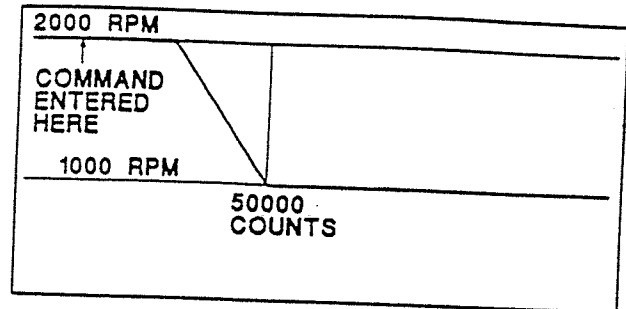 2000 RPM
COMMAND
ENTERED
HERE
1000 RPM
50000
COUNTS